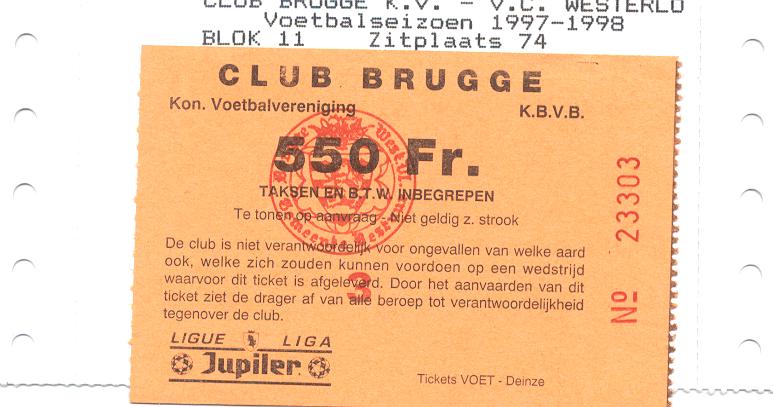 CLUB BRUGGE K.V. - V.C. WESTERLO
Voetbalseizoen 1997-1998
BLOK 11 Zitplaats 74
CLUB BRUGGE
Kon. Voetbalvereniging K.B.V.B.
550 Fr.
TAKSEN EN B.T.W. INBEGREPEN
Te tonen op aanvraag - Niet geldig z. strook
De club is niet verantwoordelijk voor ongevallen van welke aard
ook, welke zich zouden kunnen voordoen op een wedstrijd
waarvoor dit ticket is afgeleverd. Door het aanvaarden van dit
ticket ziet de drager af van alle beroep tot verantwoordelijkheid
tegenover de club.
3
LIGUE LIGA
Jupiler
Tickets VOET - Deinze
Nº 23303